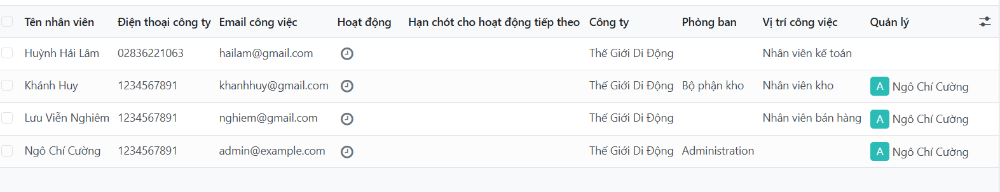 Tên nhân viên Điện thoại công ty Email công việc Hoạt động Hạn chót cho hoạt động tiếp theo Công ty Phòng ban Vị trí công việc Quản lý
Huỳnh Hải Lâm 02836221063 hailam@gmail.com Thế Giới Di Động Nhân viên kế toán
Khánh Huy 1234567891 khanhhuy@gmail.com Thế Giới Di Động Bộ phận kho Nhân viên kho A Ngô Chí Cường
Lưu Viễn Nghiêm 1234567891 nghiem@gmail.com Thế Giới Di Động Nhân viên bán hàng A Ngô Chí Cường
Ngô Chí Cường 1234567891 admin@example.com Thế Giới Di Động Administration A Ngô Chí Cường